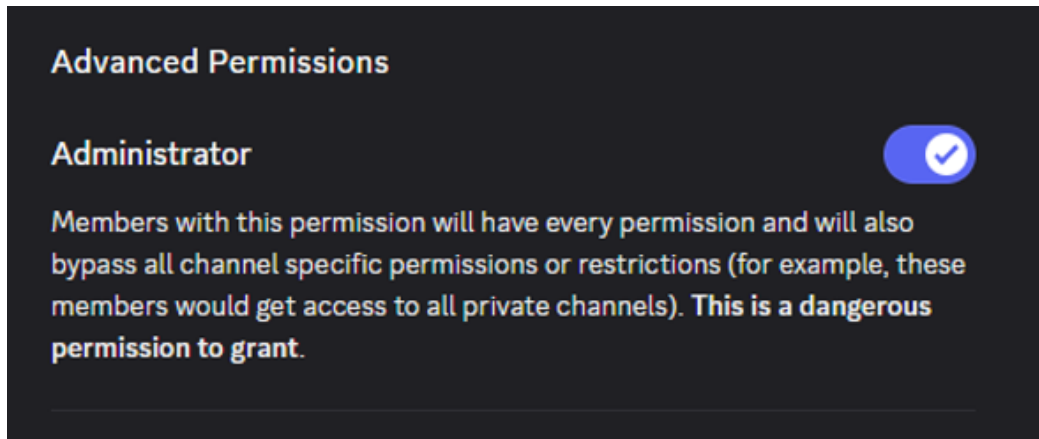 Advanced Permissions
Administrator
Members with this permission will have every permission and will also
bypass all channel specific permissions or restrictions (for example, these
members would get access to all private channels). This is a dangerous
permission to grant.